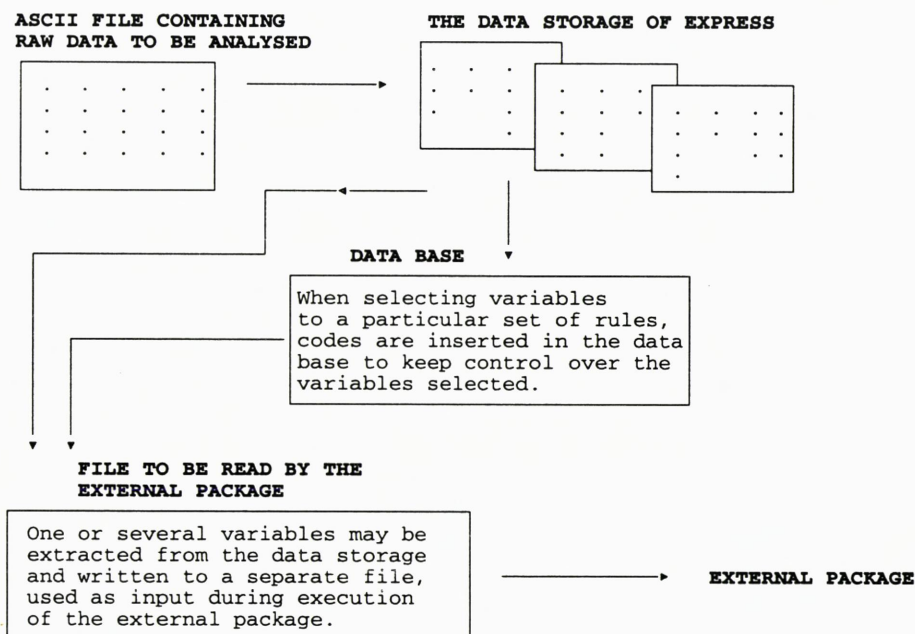 ASCII FILE CONTAINING
RAW DATA TO BE ANALYSED
THE DATA STORAGE OF EXPRESS
DATA BASE
When selecting variables
to a particular set of rules,
codes are inserted in the data
base to keep control over the
variables selected.
FILE TO BE READ BY THE
EXTERNAL PACKAGE
One or several variables may be
extracted from the data storage
and written to a separate file,
used as input during execution
of the external package.
EXTERNAL PACKAGE